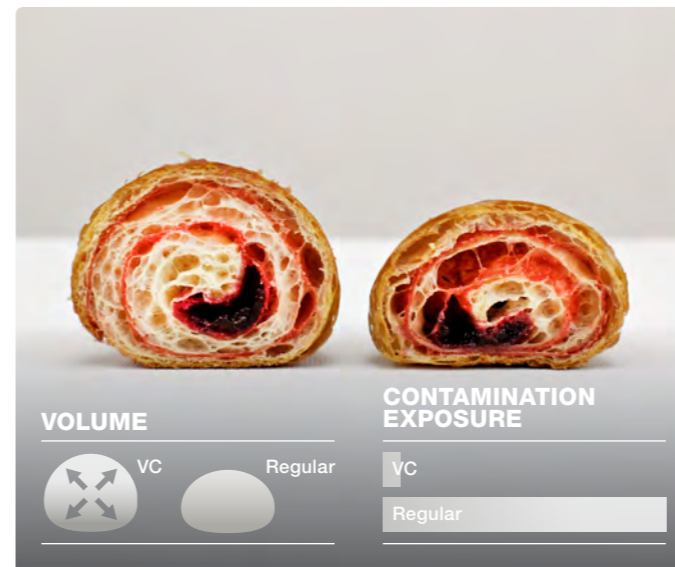 VOLUME
VC
Regular
CONTAMINATION
EXPOSURE
VC
Regular